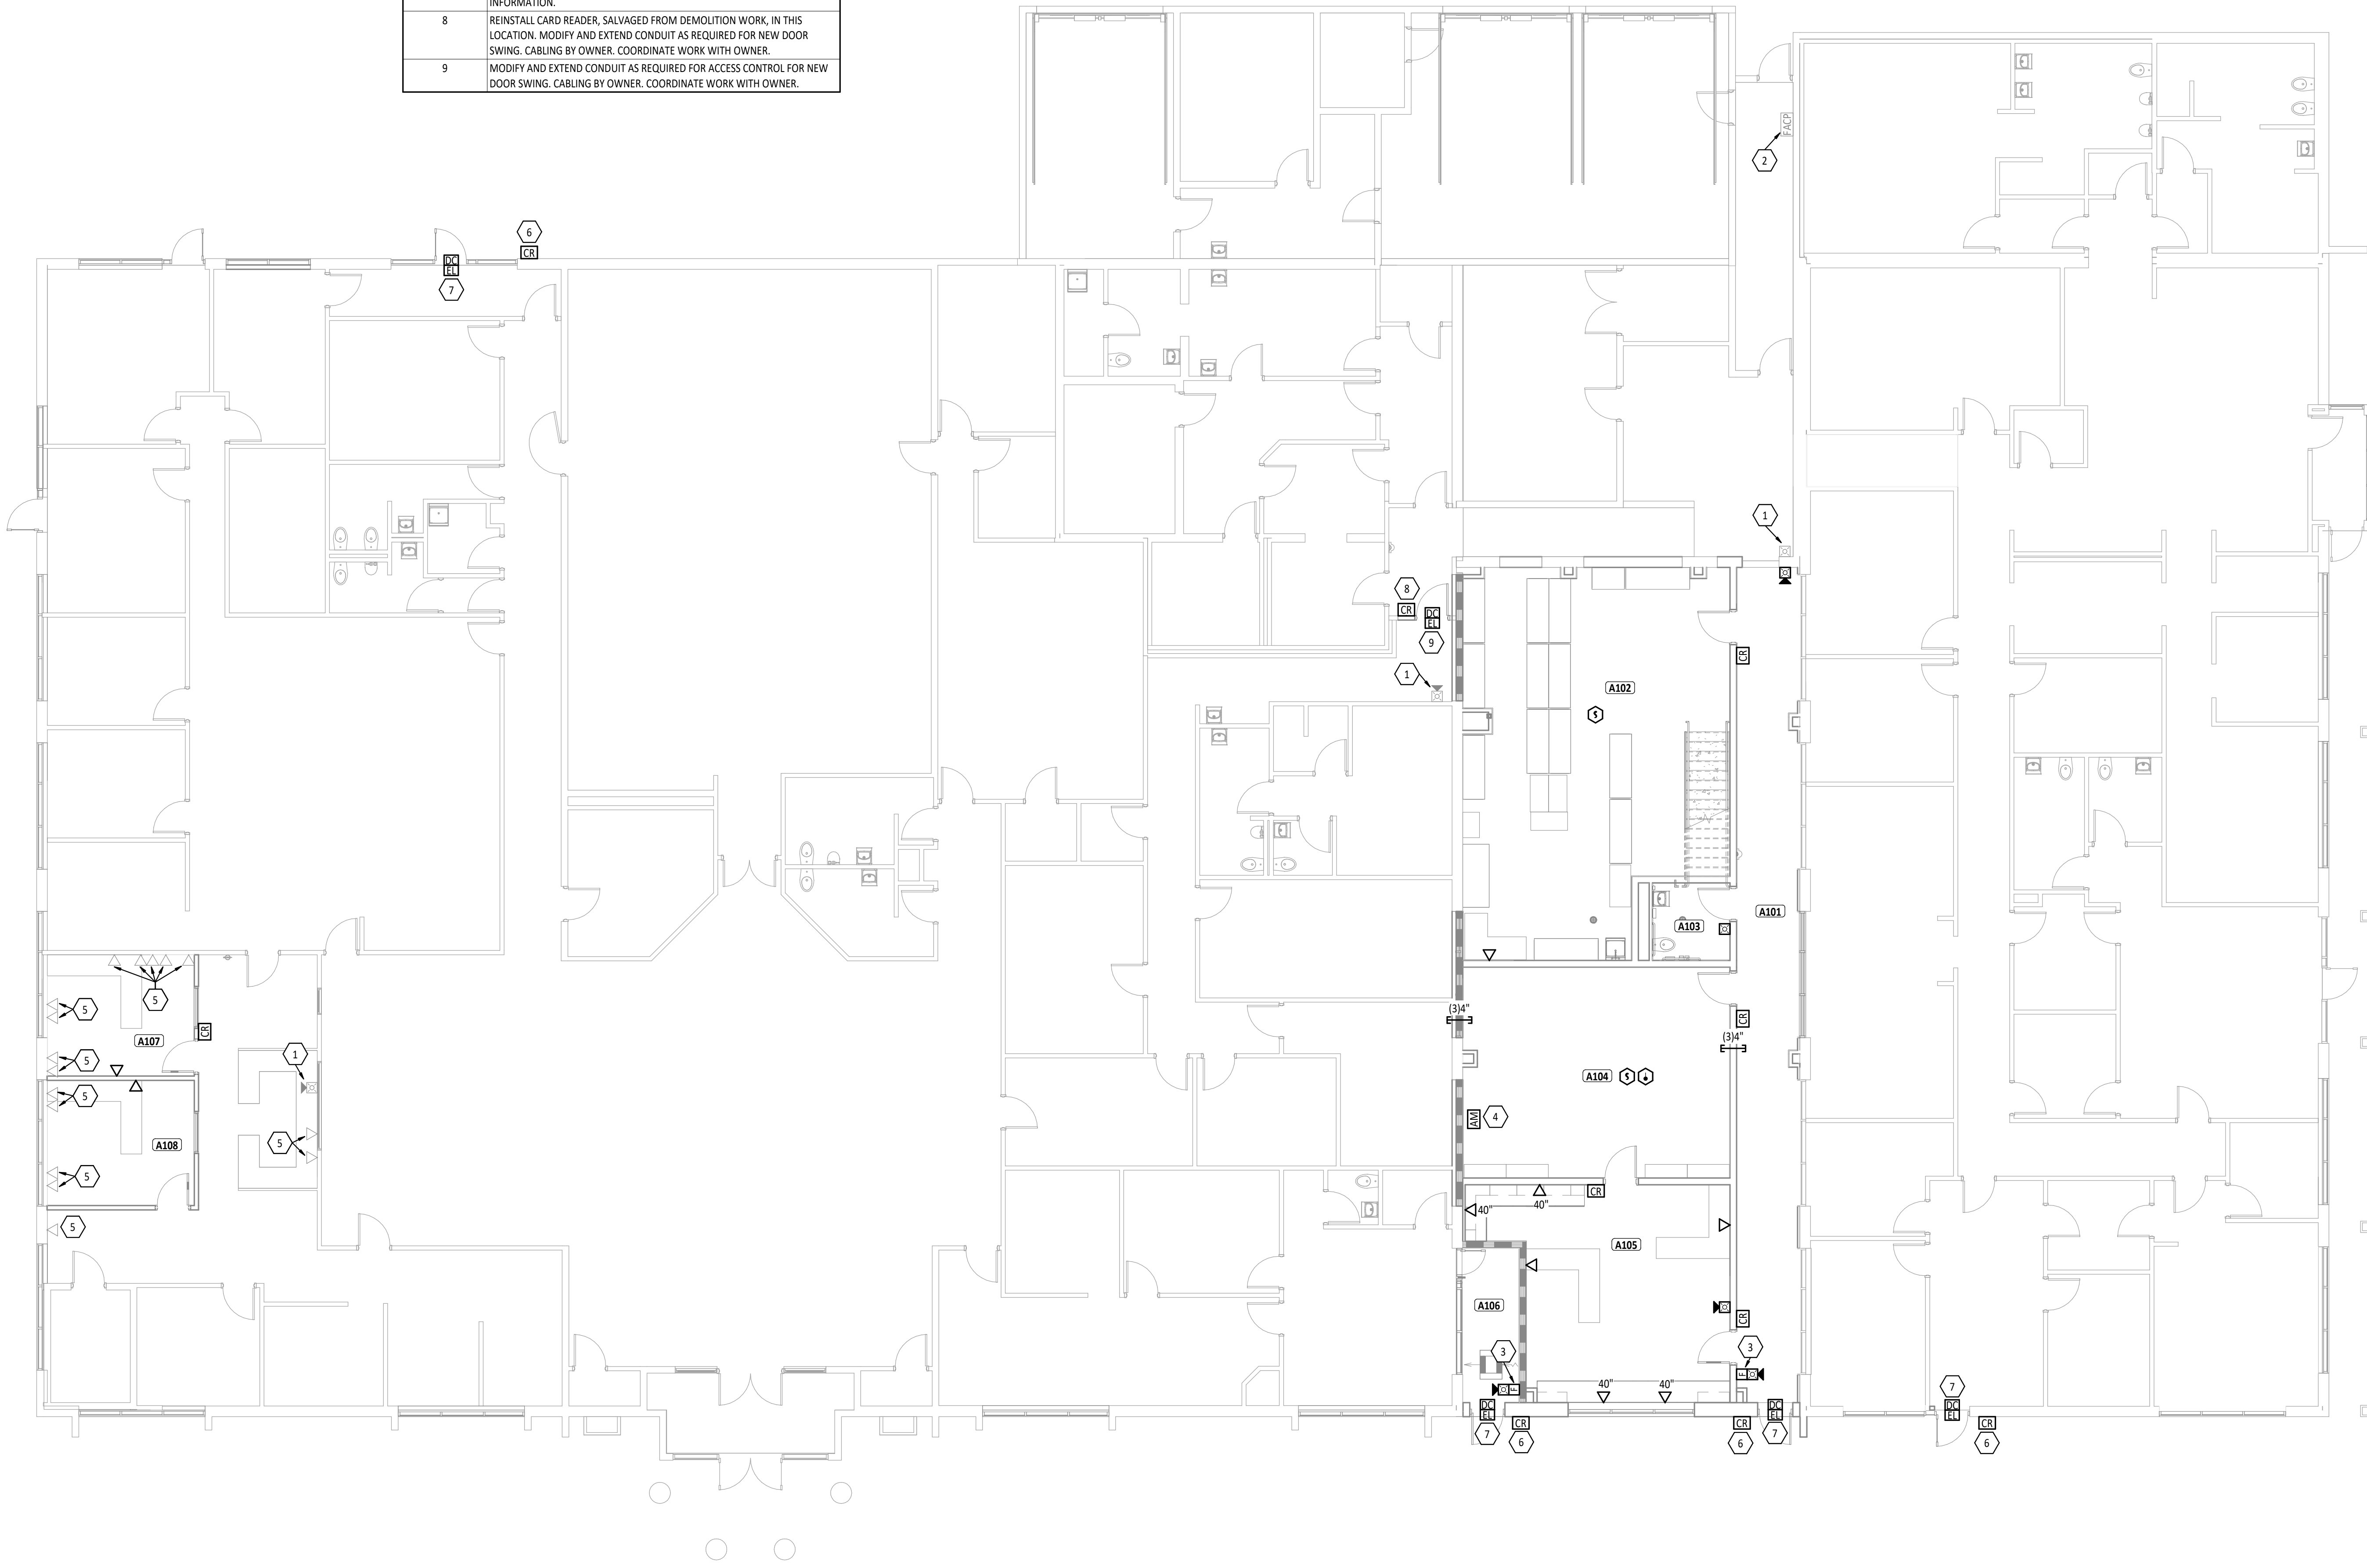 INFORMATION.
8 REINSTALL CARD READER, SALVAGED FROM DEMOLITION WORK, IN THIS
LOCATION. MODIFY AND EXTEND CONDUIT AS REQUIRED FOR NEW DOOR
SWING. CABLING BY OWNER. COORDINATE WORK WITH OWNER.
9 MODIFY AND EXTEND CONDUIT AS REQUIRED FOR ACCESS CONTROL FOR NEW
DOOR SWING. CABLING BY OWNER. COORDINATE WORK WITH OWNER.
FACP
2
6
CR
DC
EL
7
1
8
CR
DC
EL
9
CR
1
A102
S
A101
A103
5
5
(3)4"
CR
CR
A107
(3)4"
1
5
A104
S
5
AM
4
A108
5
5
CR
40"
40"
5
A105
A106
CR
3
3
F
F
40"
40"
7
DC
EL
DC
EL
DC
EL
CR
CR
CR
7
6
6
7
6